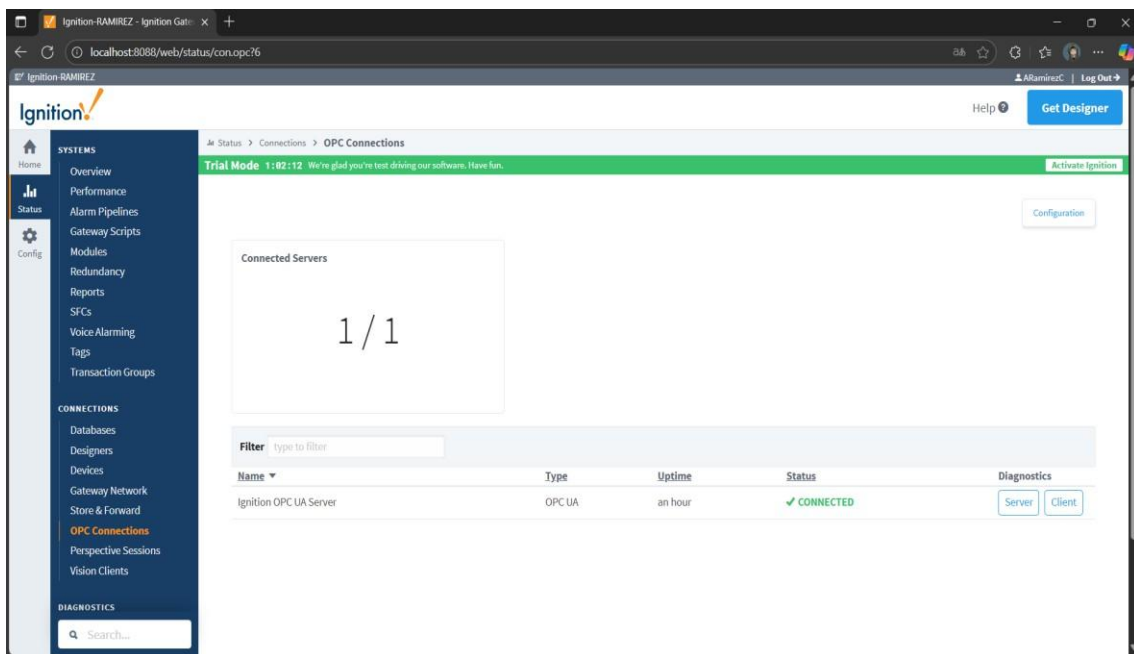 Ignition-RAMIREZ - Ignition Gate
localhost:8088/web/status/con.opc?6
Ignition-RAMIREZ
ARamirezC | Log Out
Ignition!
Help
Get Designer
Home
Status
Config
SYSTEMS
Overview
Performance
Alarm Pipelines
Gateway Scripts
Modules
Redundancy
Reports
SFCs
Voice Alarming
Tags
Transaction Groups
CONNECTIONS
Databases
Designers
Devices
Gateway Network
Store & Forward
OPC Connections
Perspective Sessions
Vision Clients
DIAGNOSTICS
Search...
Status > Connections > OPC Connections
Trial Mode 1:02:12 We're glad you're test driving our software. Have fun.
Activate Ignition
Configuration
Connected Servers
1 / 1
Filter type to filter
Name Type Uptime Status Diagnostics
Ignition OPC UA Server OPC UA an hour CONNECTED Server Client